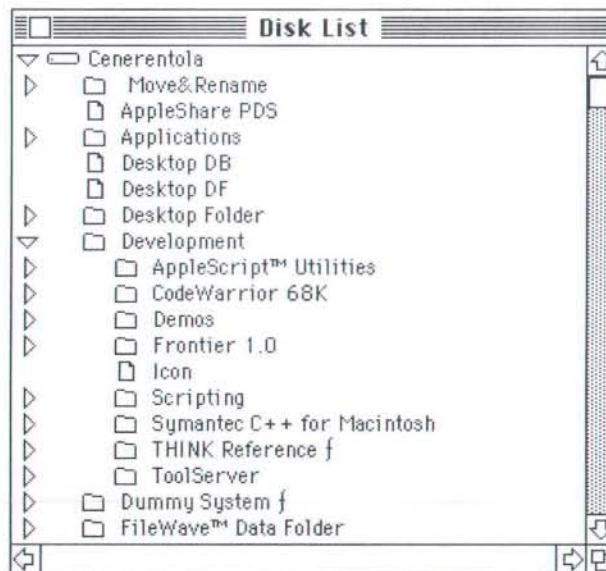 Disk List
Cenerentola
Move&Rename
AppleShare PDS
Applications
Desktop DB
Desktop DF
Desktop Folder
Development
AppleScript™ Utilities
CodeWarrior 68K
Demos
Frontier 1.0
Icon
Scripting
Symantec C++ for Macintosh
THINK Reference ƒ
ToolServer
Dummy System ƒ
FileWave™ Data Folder